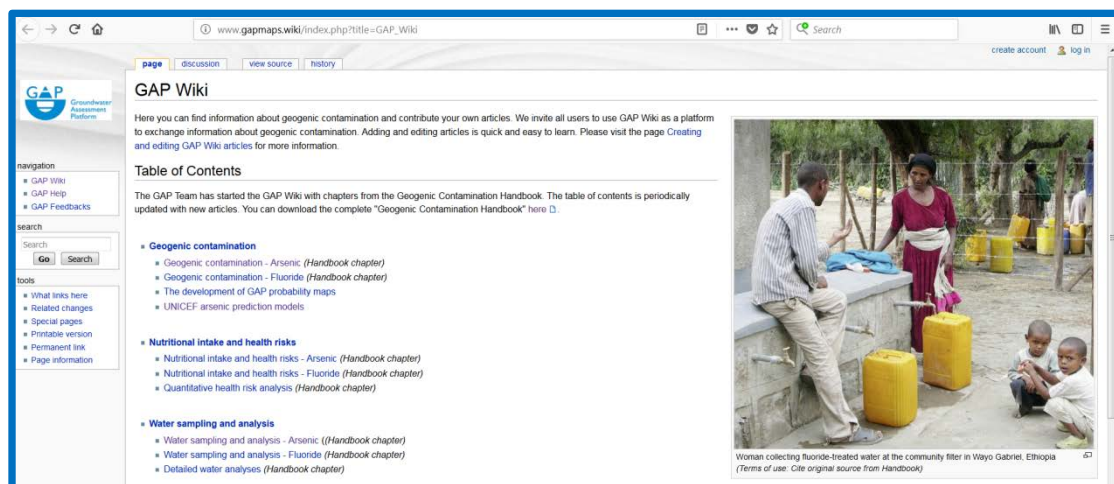 www.gapmaps.wiki/index.php?title=GAP_Wiki
Search
create account log in
page discussion view source history
GAP
Groundwater
Assessment
Platform
navigation
GAP Wiki
GAP Help
GAP Feedbacks
search
Search
Go Search
tools
What links here
Related changes
Special pages
Printable version
Permanent link
Page information
GAP Wiki
Here you can find information about geogenic contamination and contribute your own articles. We invite all users to use GAP Wiki as a platform
to exchange information about geogenic contamination. Adding and editing articles is quick and easy to learn. Please visit the page Creating
and editing GAP Wiki articles for more information.
Table of Contents
The GAP Team has started the GAP Wiki with chapters from the Geogenic Contamination Handbook. The table of contents is periodically
updated with new articles. You can download the complete "Geogenic Contamination Handbook" here.
Geogenic contamination
Geogenic contamination - Arsenic (Handbook chapter)
Geogenic contamination - Fluoride (Handbook chapter)
The development of GAP probability maps
UNICEF arsenic prediction models
Nutritional intake and health risks
Nutritional intake and health risks - Arsenic (Handbook chapter)
Nutritional intake and health risks - Fluoride (Handbook chapter)
Quantitative health risk analysis (Handbook chapter)
Water sampling and analysis
Water sampling and analysis - Arsenic ((Handbook chapter)
Water sampling and analysis - Fluoride (Handbook chapter)
Detailed water analyses (Handbook chapter)
Woman collecting fluoride-treated water at the community filter in Wayo Gabriel, Ethiopia
(Terms of use: Cite original source from Handbook)